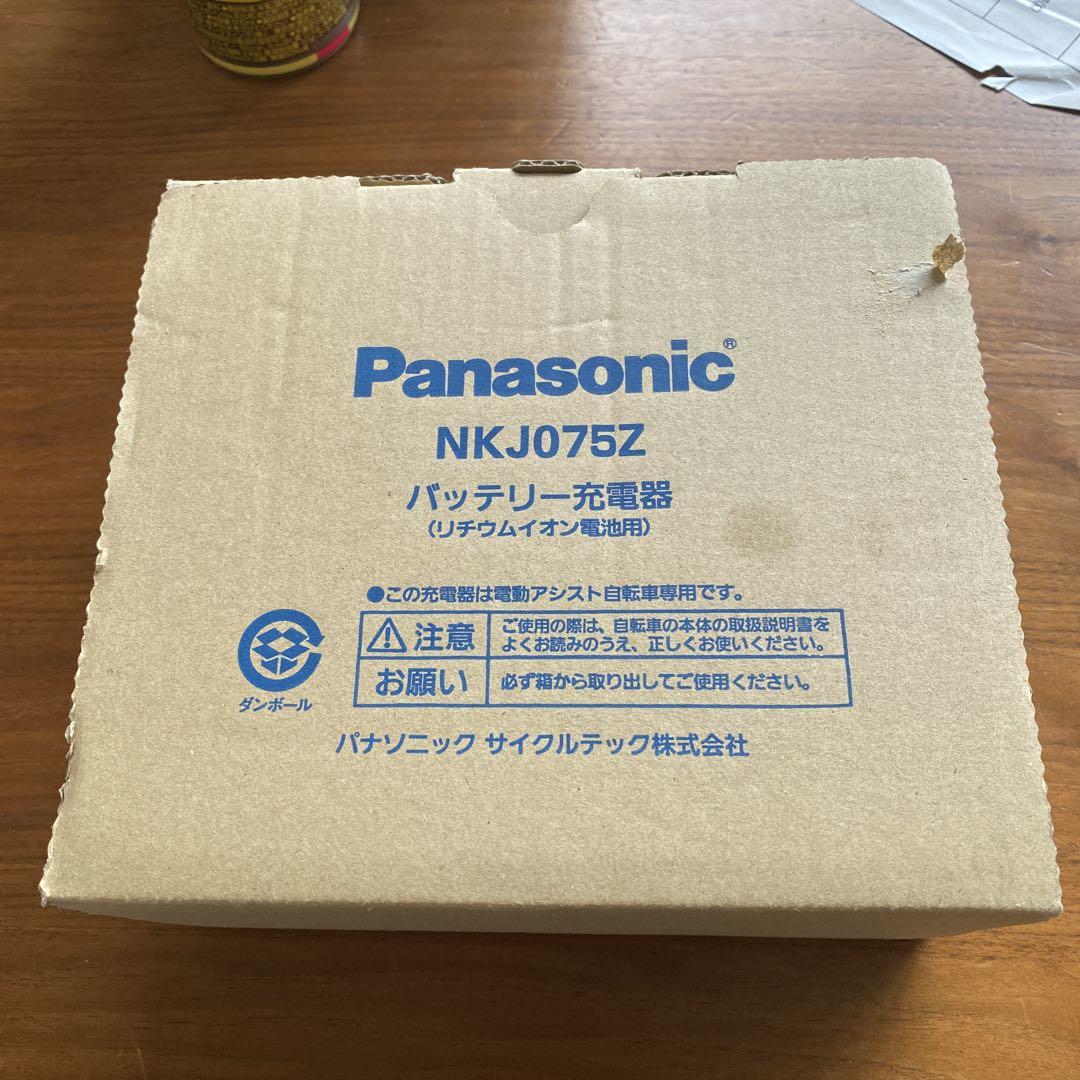 Panasonic®
NKJ075Z
バッテリー充電器
（リチウムイオン電池用）
●この充電器は電動アシスト自転車専用です。
注意
ご使用の際は、自転車の本体の取扱説明書を
よくお読みのうえ、正しくお使いください。
お願い
必ず箱から取り出してご使用ください。
ダンボール
パナソニック サイクルテック株式会社